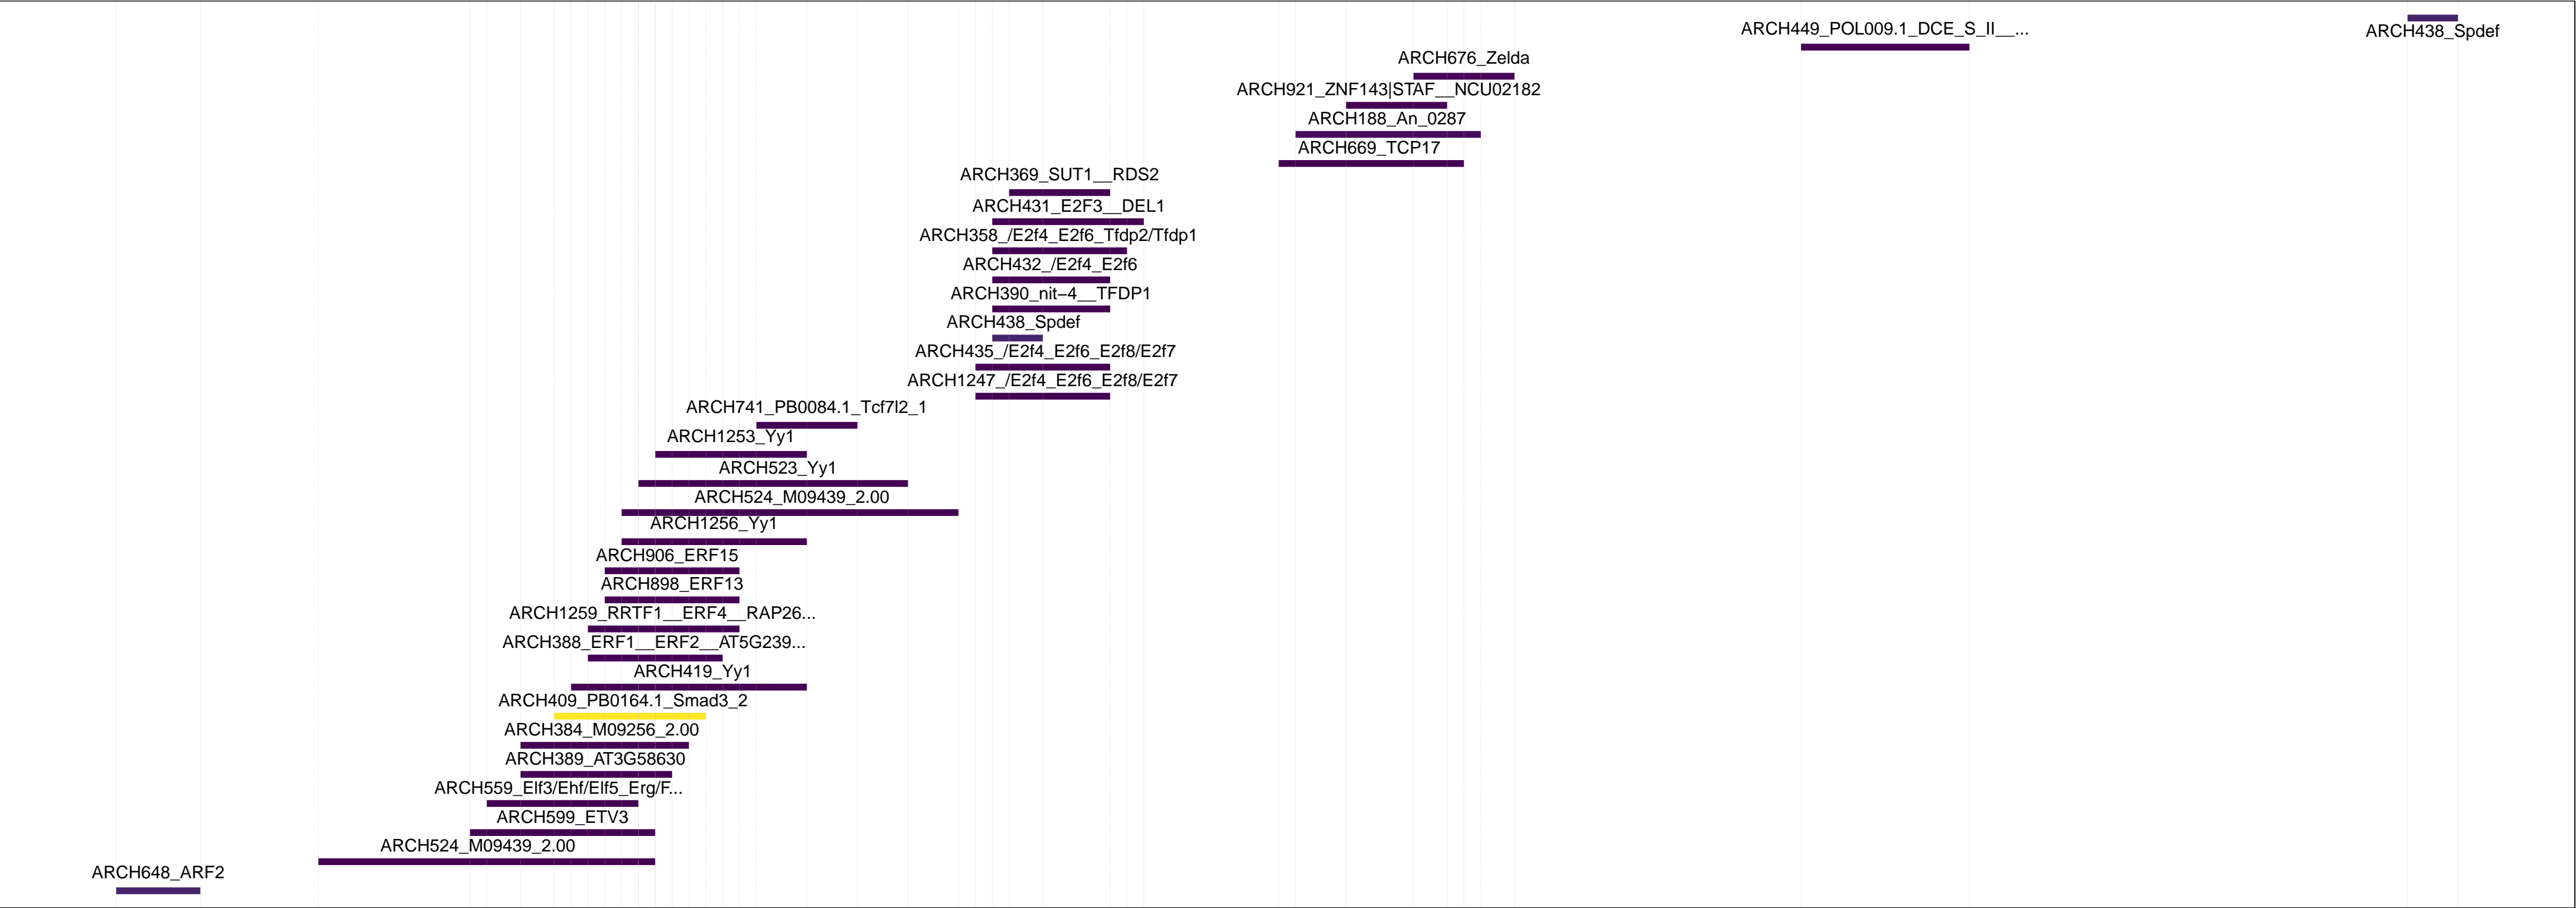 ARCH438_Spdef
ARCH449_POL009.1_DCE_S_II__...
ARCH676_Zelda
ARCH921_ZNF143|STAF__NCU02182
ARCH188_An_0287
ARCH669_TCP17
ARCH369_SUT1__RDS2
ARCH431_E2F3__DEL1
ARCH358_/E2f4_E2f6_Tfdp2/Tfdp1
ARCH432_/E2f4_E2f6
ARCH390_nit−4__TFDP1
ARCH438_Spdef
ARCH435_/E2f4_E2f6_E2f8/E2f7
ARCH1247_/E2f4_E2f6_E2f8/E2f7
ARCH741_PB0084.1_Tcf7l2_1
ARCH1253_Yy1
ARCH523_Yy1
ARCH524_M09439_2.00
ARCH1256_Yy1
ARCH906_ERF15
ARCH898_ERF13
ARCH1259_RRTF1__ERF4__RAP26...
ARCH388_ERF1__ERF2__AT5G239...
ARCH419_Yy1
ARCH409_PB0164.1_Smad3_2
ARCH384_M09256_2.00
ARCH389_AT3G58630
ARCH559_Elf3/Ehf/Elf5_Erg/F...
ARCH599_ETV3
ARCH524_M09439_2.00
ARCH648_ARF2